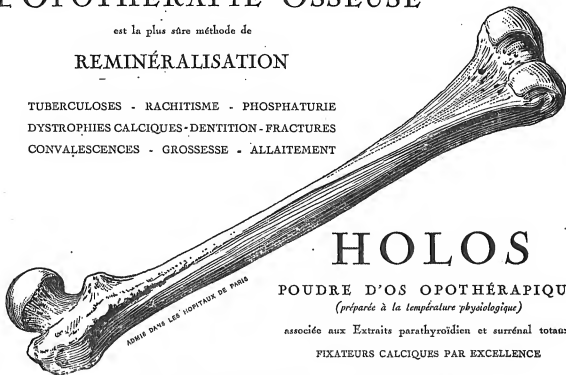 L'OPOTHÉRAPIE OSSEUSE
est la plus sûre méthode de
REMINÉRALISATION
TUBERCULOSES - RACHITISME - PHOSPHATURIE
DYSTROPHIES CALCIQUES - DENTITION - FRACTURES
CONVALESCENCES - GROSSESSE - ALLAITEMENT
HOLOS
POUDRE D'OS OPOTHÉRAPIQU
(préparée à la température physiologique)
ADMIS DANS LES HOPITAUX DE PARIS
associée aux Extraits parathyroïdien et surrénal totaux
FIXATEURS CALCIQUES PAR EXCELLENCE